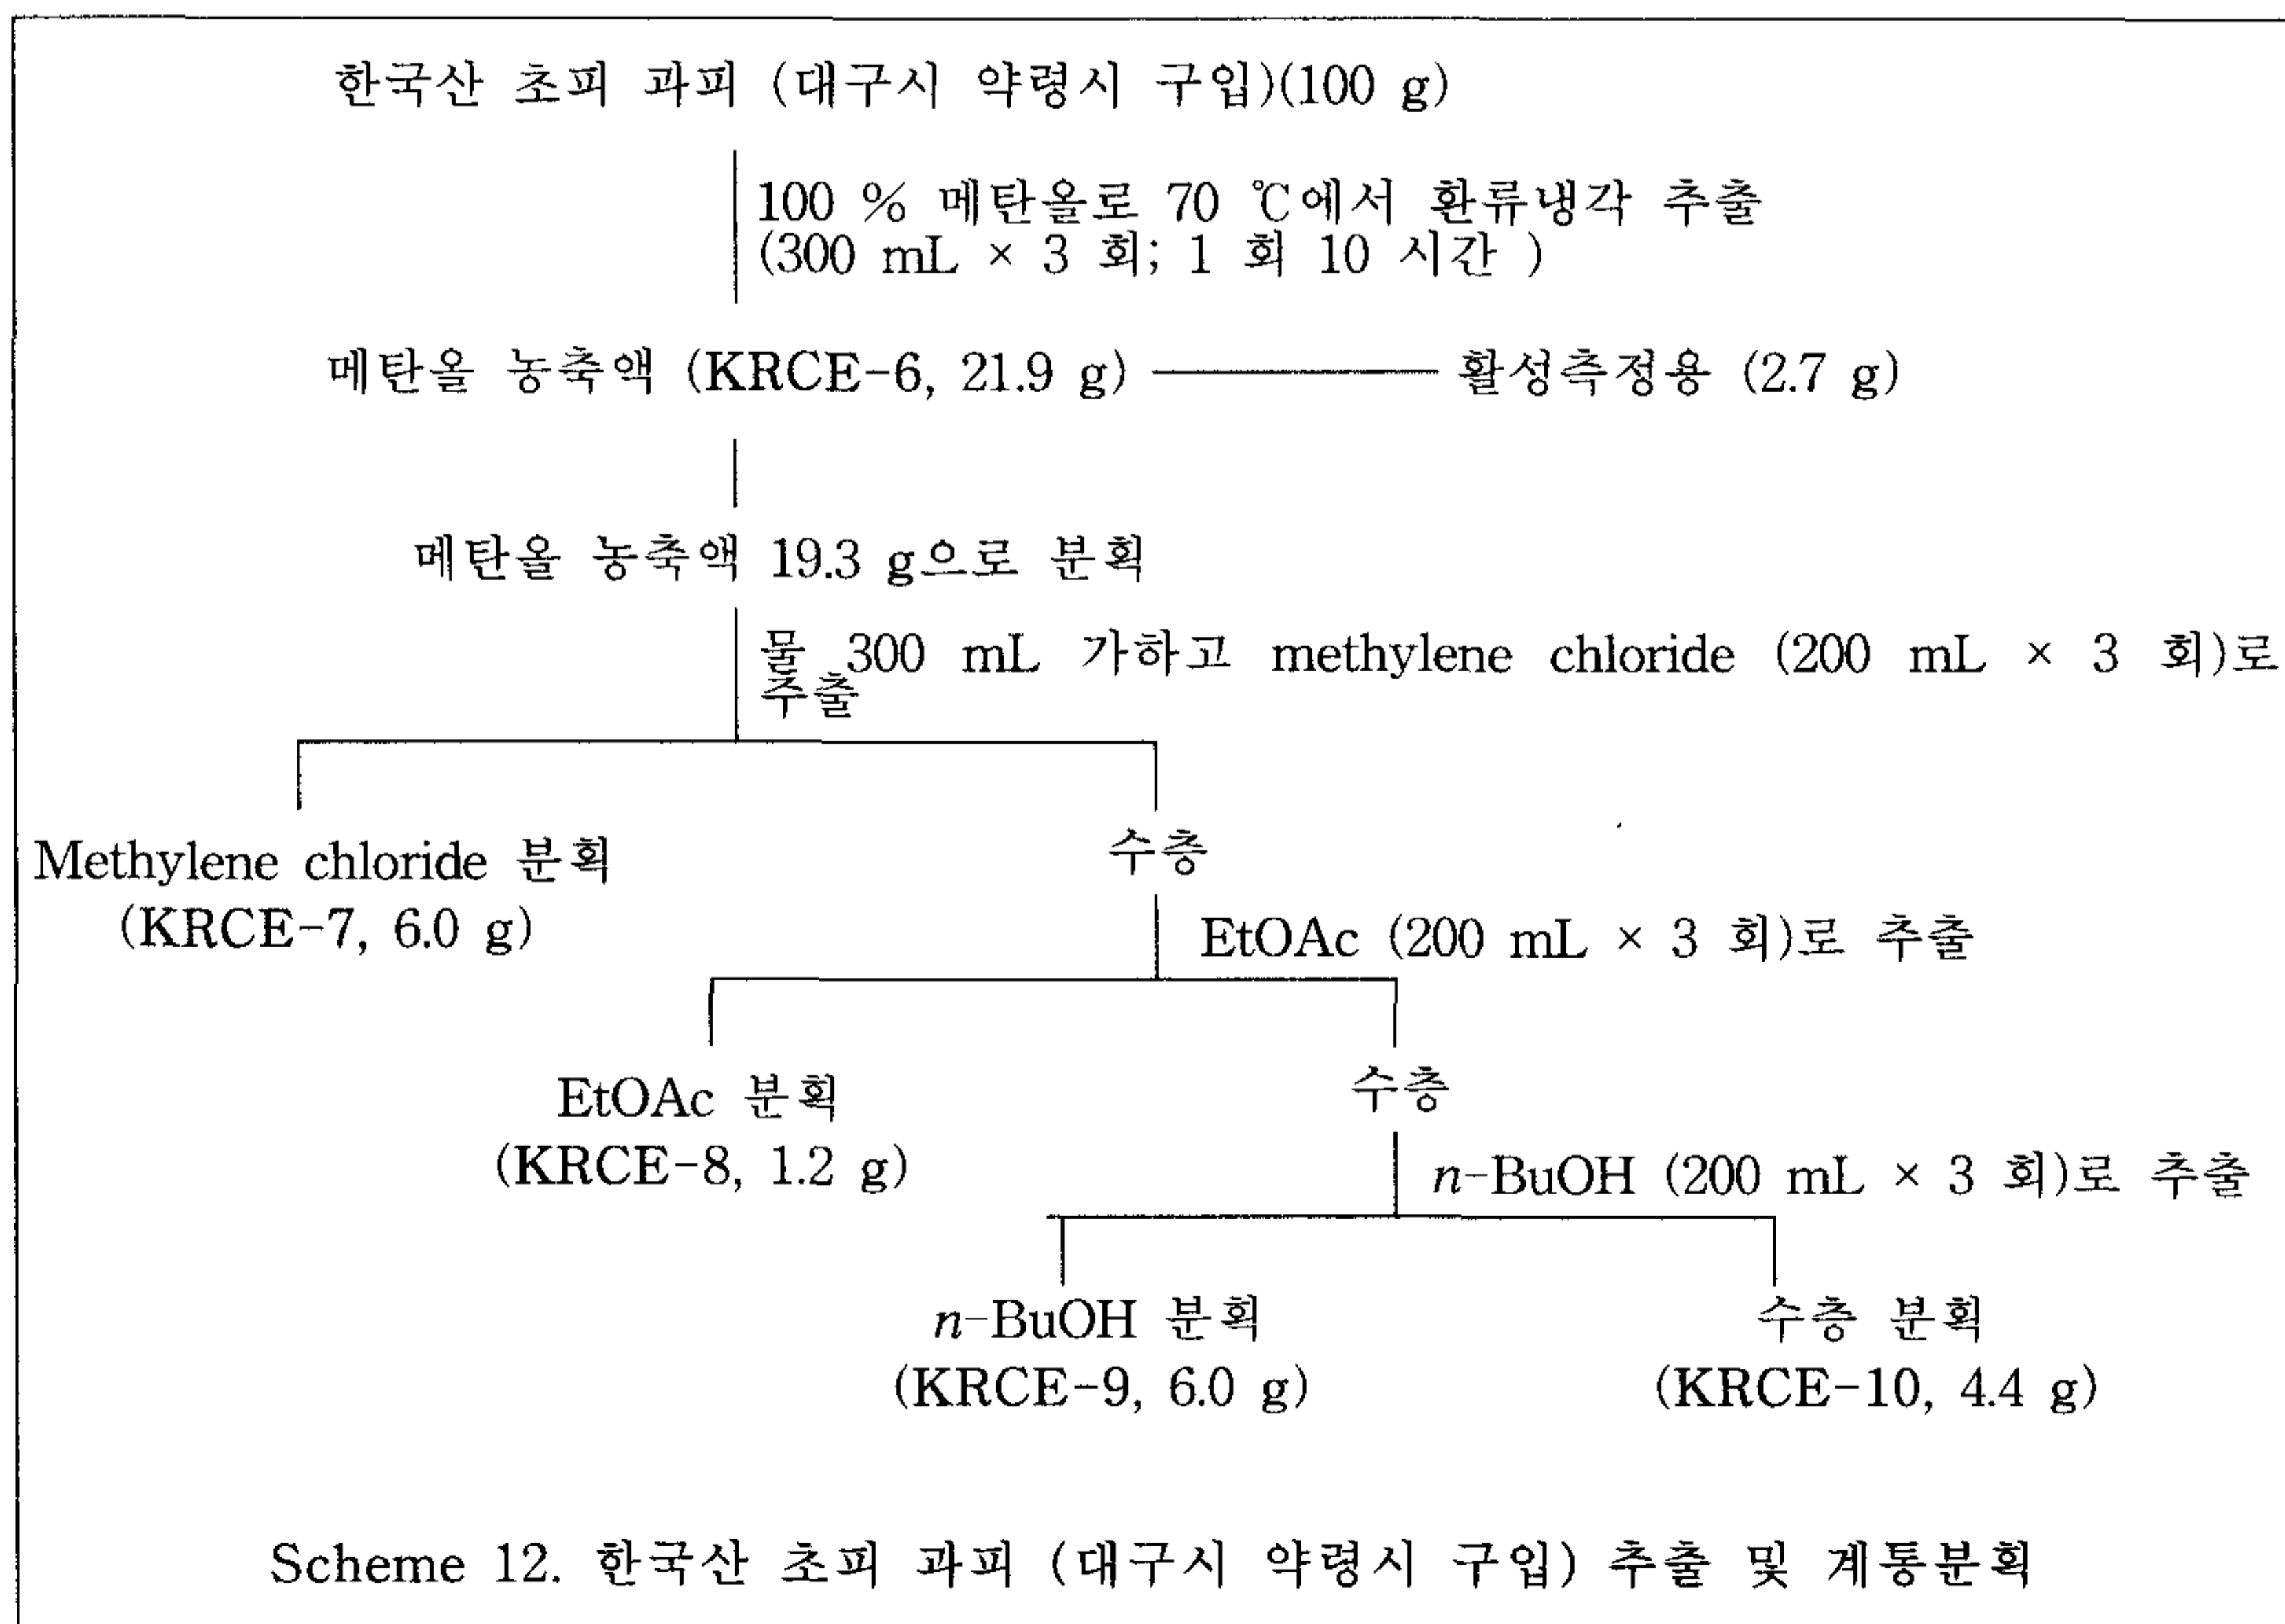 한국산 초피 과피 (대구시 약령시 구입)(100 g)
100 % 메탄올로 70 ℃에서 환류냉각 추출
(300 mL × 3 회; 1 회 10 시간 )
메탄올 농축액 (KRCE-6, 21.9 g) 활성측정용 (2.7 g)
메탄올 농축액 19.3 g으로 분획
물 300 mL 가하고 methylene chloride (200 mL × 3 회)로
추출
Methylene chloride 분획 수층
(KRCE-7, 6.0 g)
EtOAc (200 mL × 3 회)로 추출
EtOAc 분획 수층
(KRCE-8, 1.2 g)
n-BuOH (200 mL × 3 회)로 추출
n-BuOH 분획 수층 분획
(KRCE-9, 6.0 g) (KRCE-10, 4.4 g)
Scheme 12. 한국산 초피 과피 (대구시 약령시 구입) 추출 및 계통분획